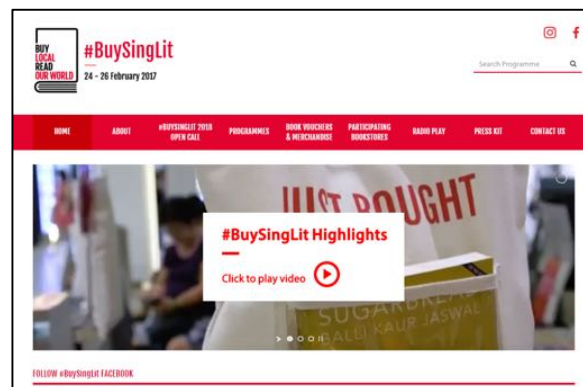 BUY
LOCAL
READ
OUR WORLD
#BuySingLit
24 - 26 February 2017
Search Programme
HOME
ABOUT
#BUYSINGLIT 2018
OPEN CALL
PROGRAMMES
BOOK VOUCHERS
& MERCHANDISE
PARTICIPATING
BOOKSTORES
RADIO PLAY
PRESS KIT
CONTACT US
JUST BOUGHT
#BuySingLit Highlights
Click to play video
SUGARBREAD
BALLI KAUR JASWAL
FOLLOW #BuySingLit FACEBOOK